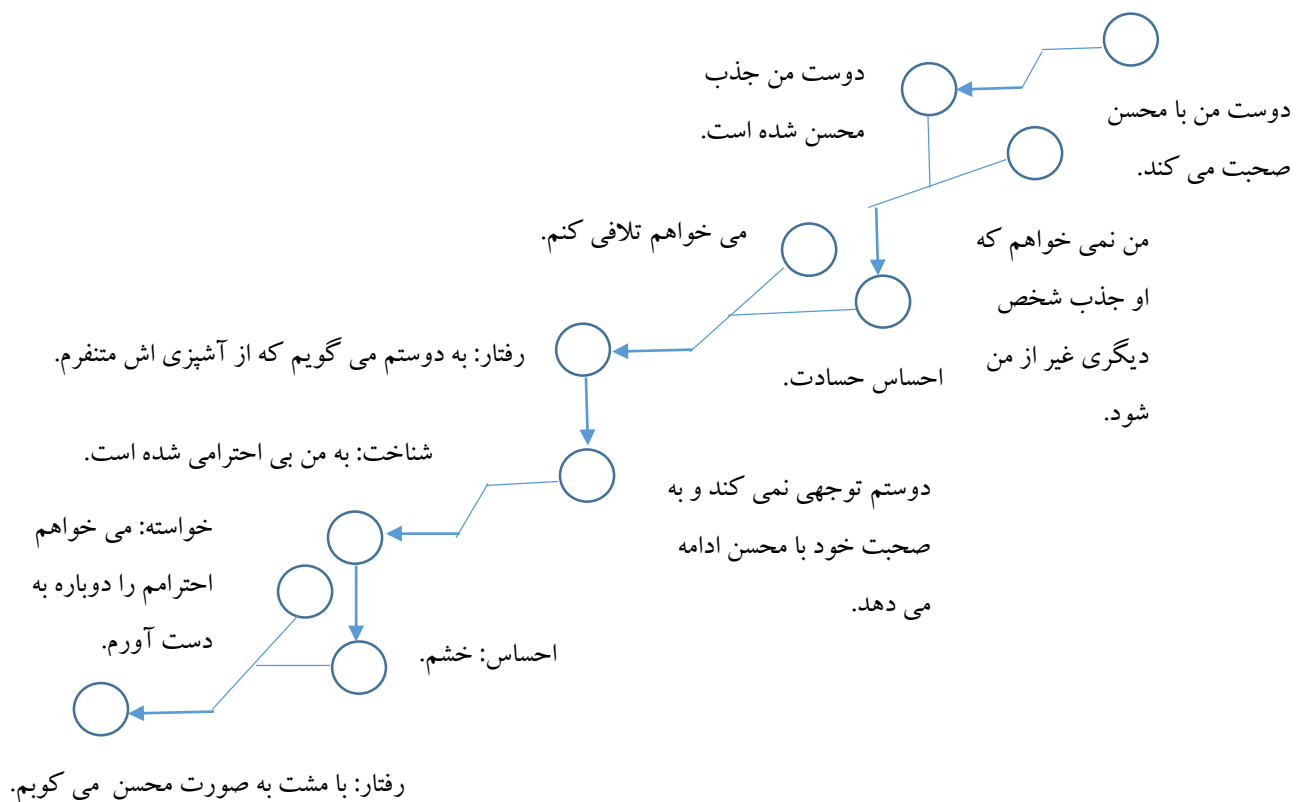 دوست من با محسن
صحبت می کند.
دوست من جذب
محسن شده است.
من نمی خواهم که
او جذب شخص
دیگری غیر از من
شود.
احساس حسادت.
می خواهم تلافی کنم.
رفتار: به دوستم می گویم که از آشپزی اش متنفرم.
دوستم توجهی نمی کند و به
صحبت خود با محسن ادامه
می دهد.
شناخت: به من بی احترامی شده است.
احساس: خشم.
خواسته: می خواهم
احترامم را دوباره به
دست آورم.
رفتار: با مشت به صورت محسن می کوبم.